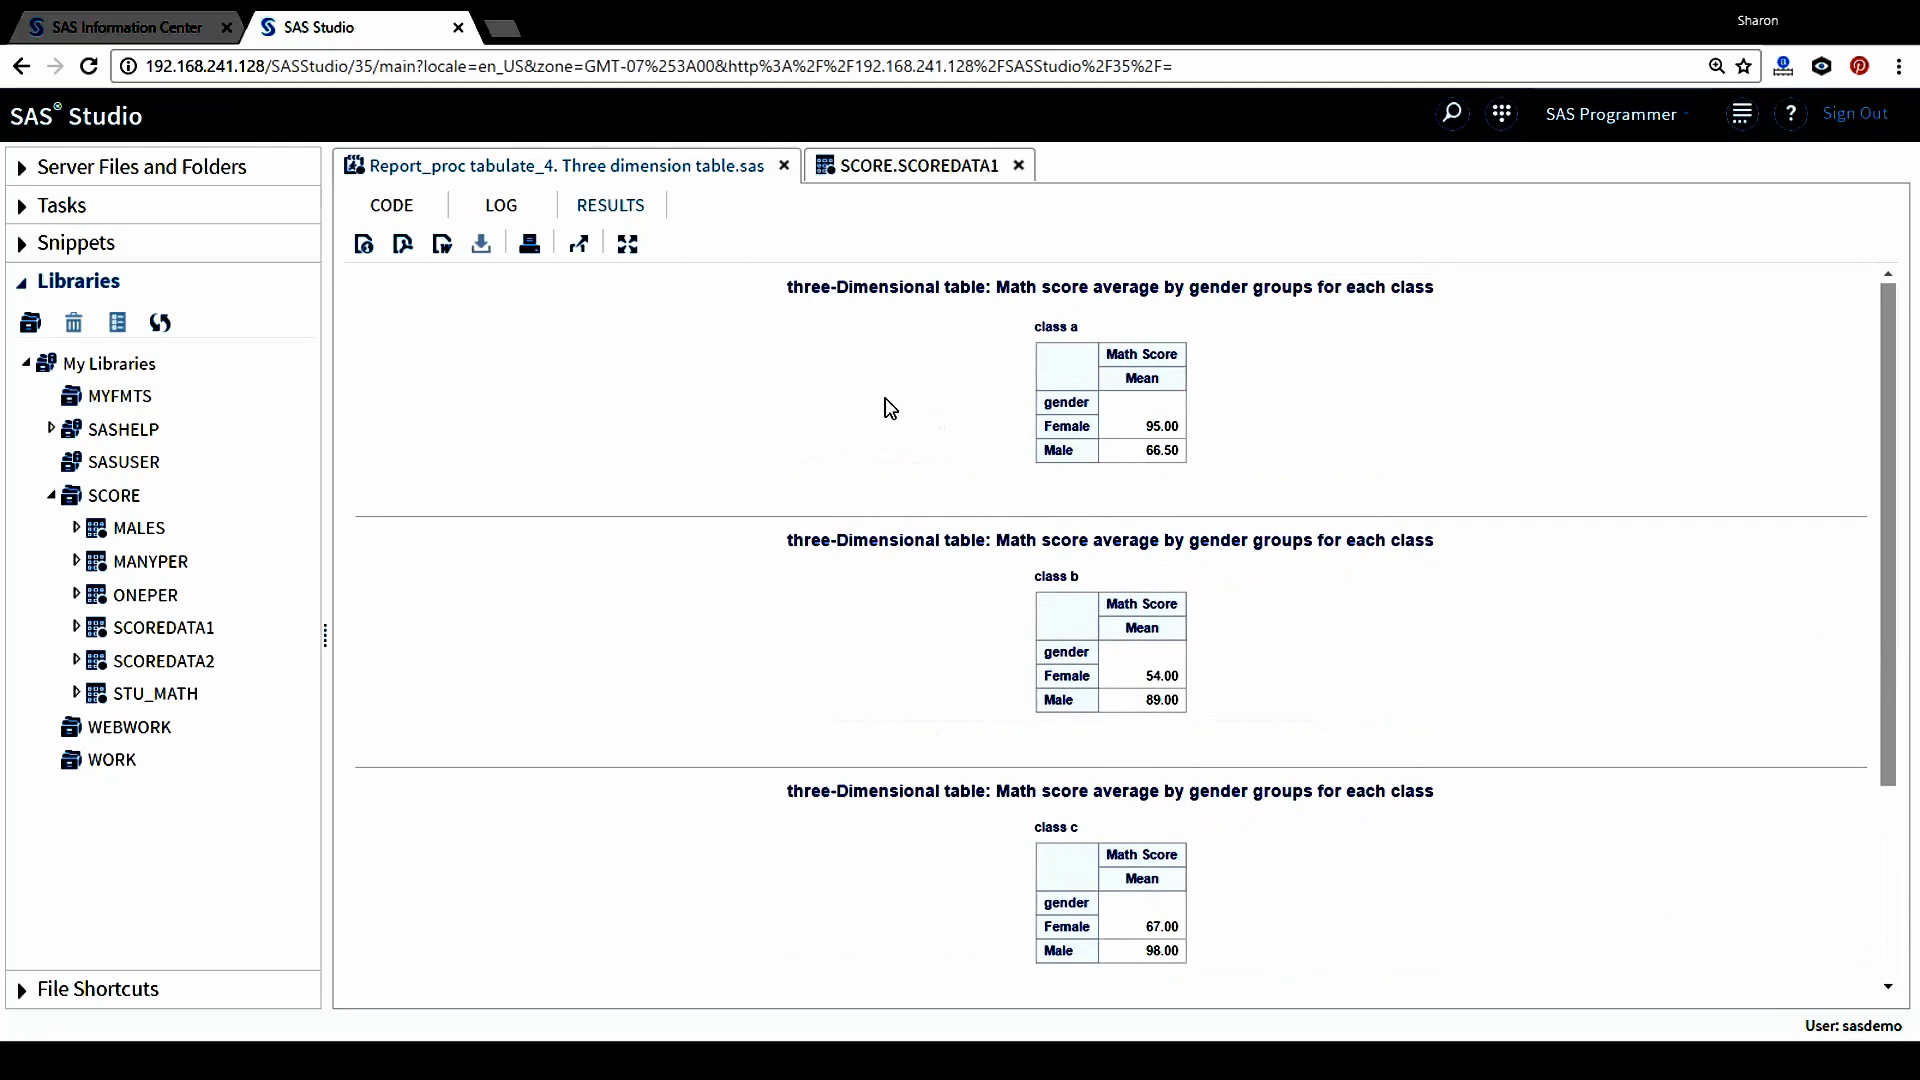 SAS Information Center
SAS Studio
Sharon
192.168.241.128/SASStudio/35/main?locale=en_US&zone=GMT-07%253A00&http%3A%2F%2F192.168.241.128%2FSASStudio%2F35%2F=
SAS® Studio
SAS Programmer
Sign Out
Server Files and Folders
Tasks
Snippets
Libraries
My Libraries
MYFMTS
SASHELP
SASUSER
SCORE
MALES
MANYPER
ONEPER
SCOREDATA1
SCOREDATA2
STU_MATH
WEBWORK
WORK
File Shortcuts
Report_proc tabulate_4. Three dimension table.sas
SCORE.SCOREDATA1
CODE
LOG
RESULTS
three-Dimensional table: Math score average by gender groups for each class
class a
Math Score
Mean
gender
Female 95.00
Male 66.50
three-Dimensional table: Math score average by gender groups for each class
class b
Math Score
Mean
gender
Female 54.00
Male 89.00
three-Dimensional table: Math score average by gender groups for each class
class c
Math Score
Mean
gender
Female 67.00
Male 98.00
User: sasdemo